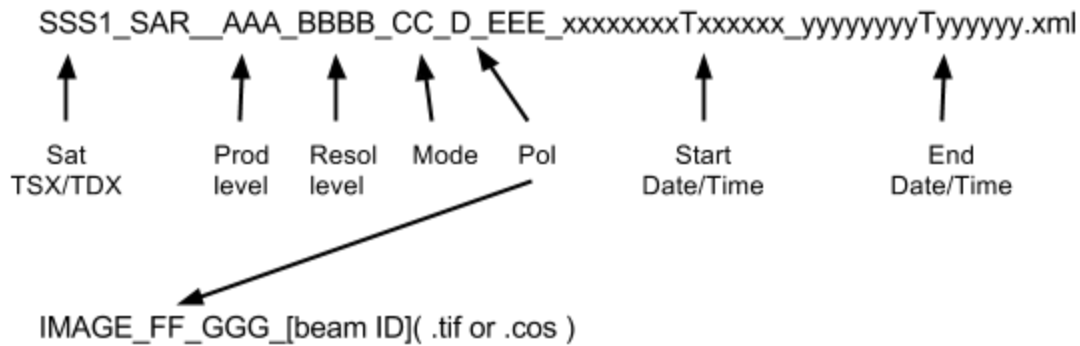 SSS1_SAR__AAA_BBBB_CC_D_EEE_xxxxxxxxTxxxxxx_yyyyyyyyTyyyyyy.xml
Sat TSX/TDX
Prod level
Resol level
Mode
Pol
Start Date/Time
End Date/Time
IMAGE_FF_GGG_[beam ID]( .tif or .cos )